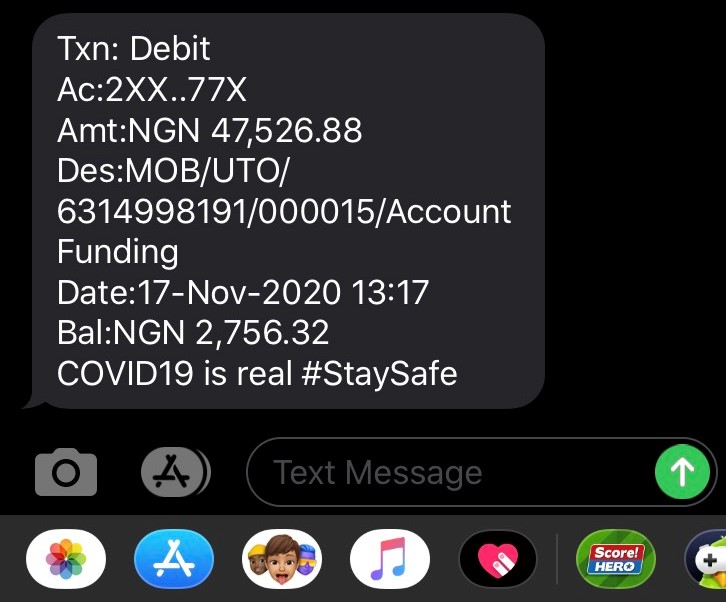 Txn: Debit
Ac:2XX..77X
Amt:NGN 47,526.88
Des:MOB/UTO/
6314998191/000015/Account
Funding
Date:17-Nov-2020 13:17
Bal:NGN 2,756.32
COVID19 is real #StaySafe
Text Message
Score!
HERO